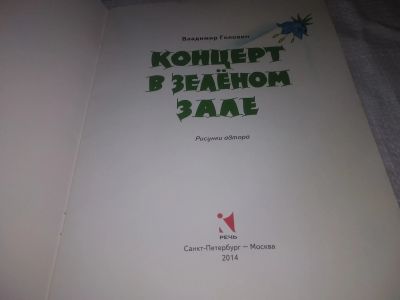 Владимир Головин
КОНЦЕРТ
В ЗЕЛЁНОМ
ЗАЛЕ
Рисунки автора
РЕЧЬ
Санкт-Петербург — Москва
2014